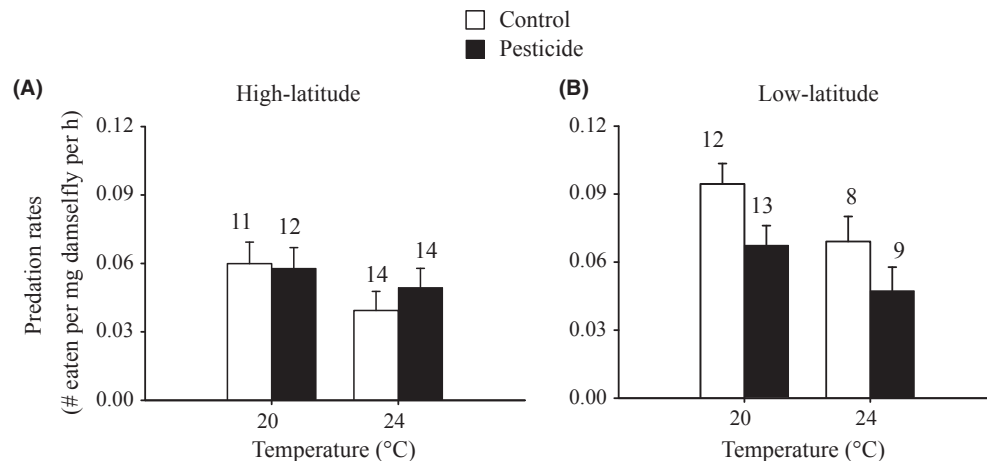 Control
Pesticide
(A)
High-latitude
(B)
Low-latitude
Predation rates
(# eaten per mg damselfly per h)
0.12
0.09
0.06
0.03
0.00
11
12
14
14
20
24
Temperature (°C)
0.12
0.09
0.06
0.03
0.00
12
13
8
9
20
24
Temperature (°C)